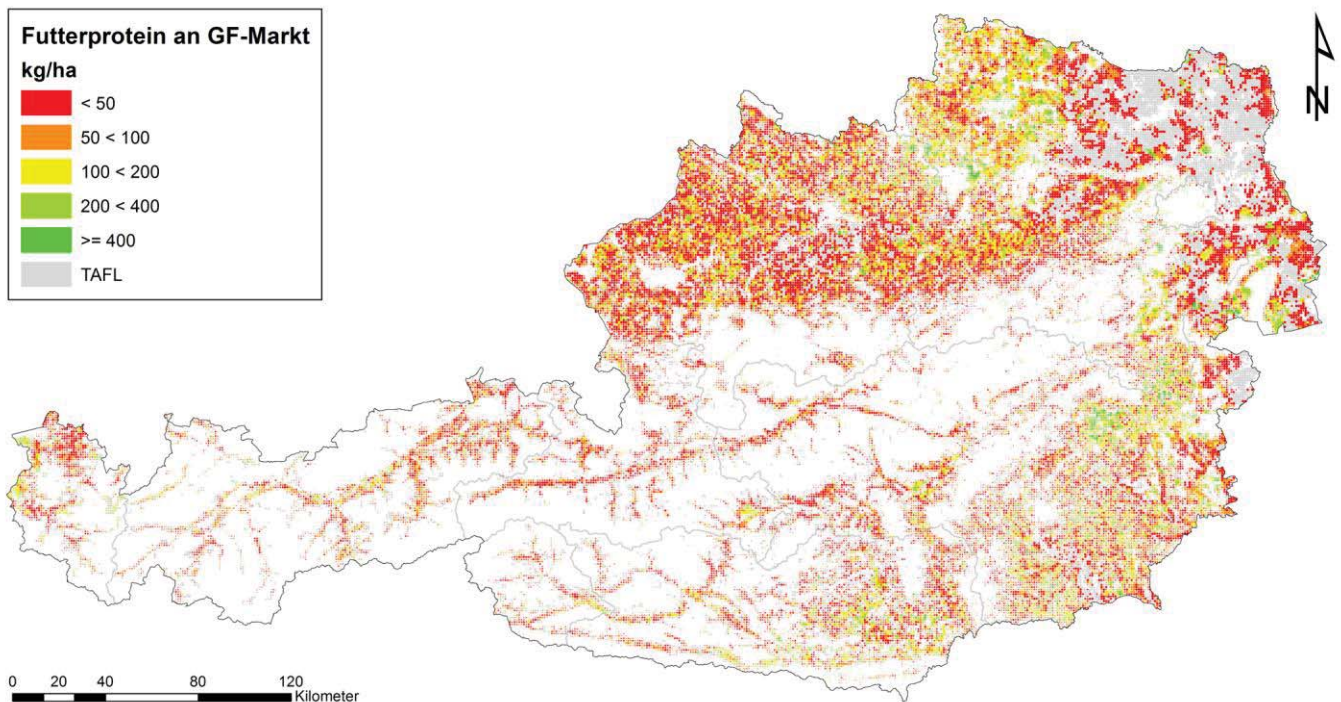 Futterprotein an GF-Markt
kg/ha
< 50
50 < 100
100 < 200
200 < 400
>= 400
TAFL
N
0 20 40 80 120
Kilometer